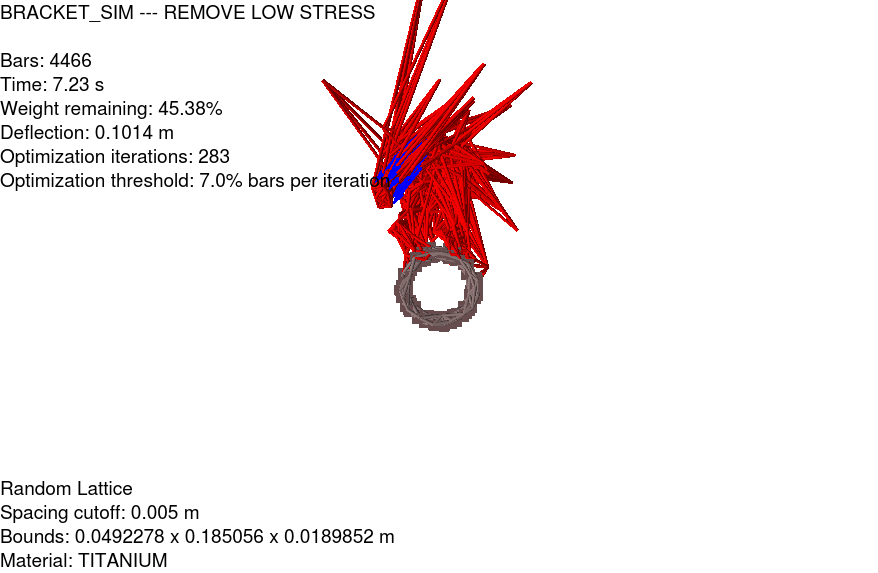 BRACKET_SIM --- REMOVE LOW STRESS
Bars: 4466
Time: 7.23 s
Weight remaining: 45.38%
Deflection: 0.1014 m
Optimization iterations: 283
Optimization threshold: 7.0% bars per iteration
Random Lattice
Spacing cutoff: 0.005 m
Bounds: 0.0492278 x 0.185056 x 0.0189852 m
Material: TITANIUM